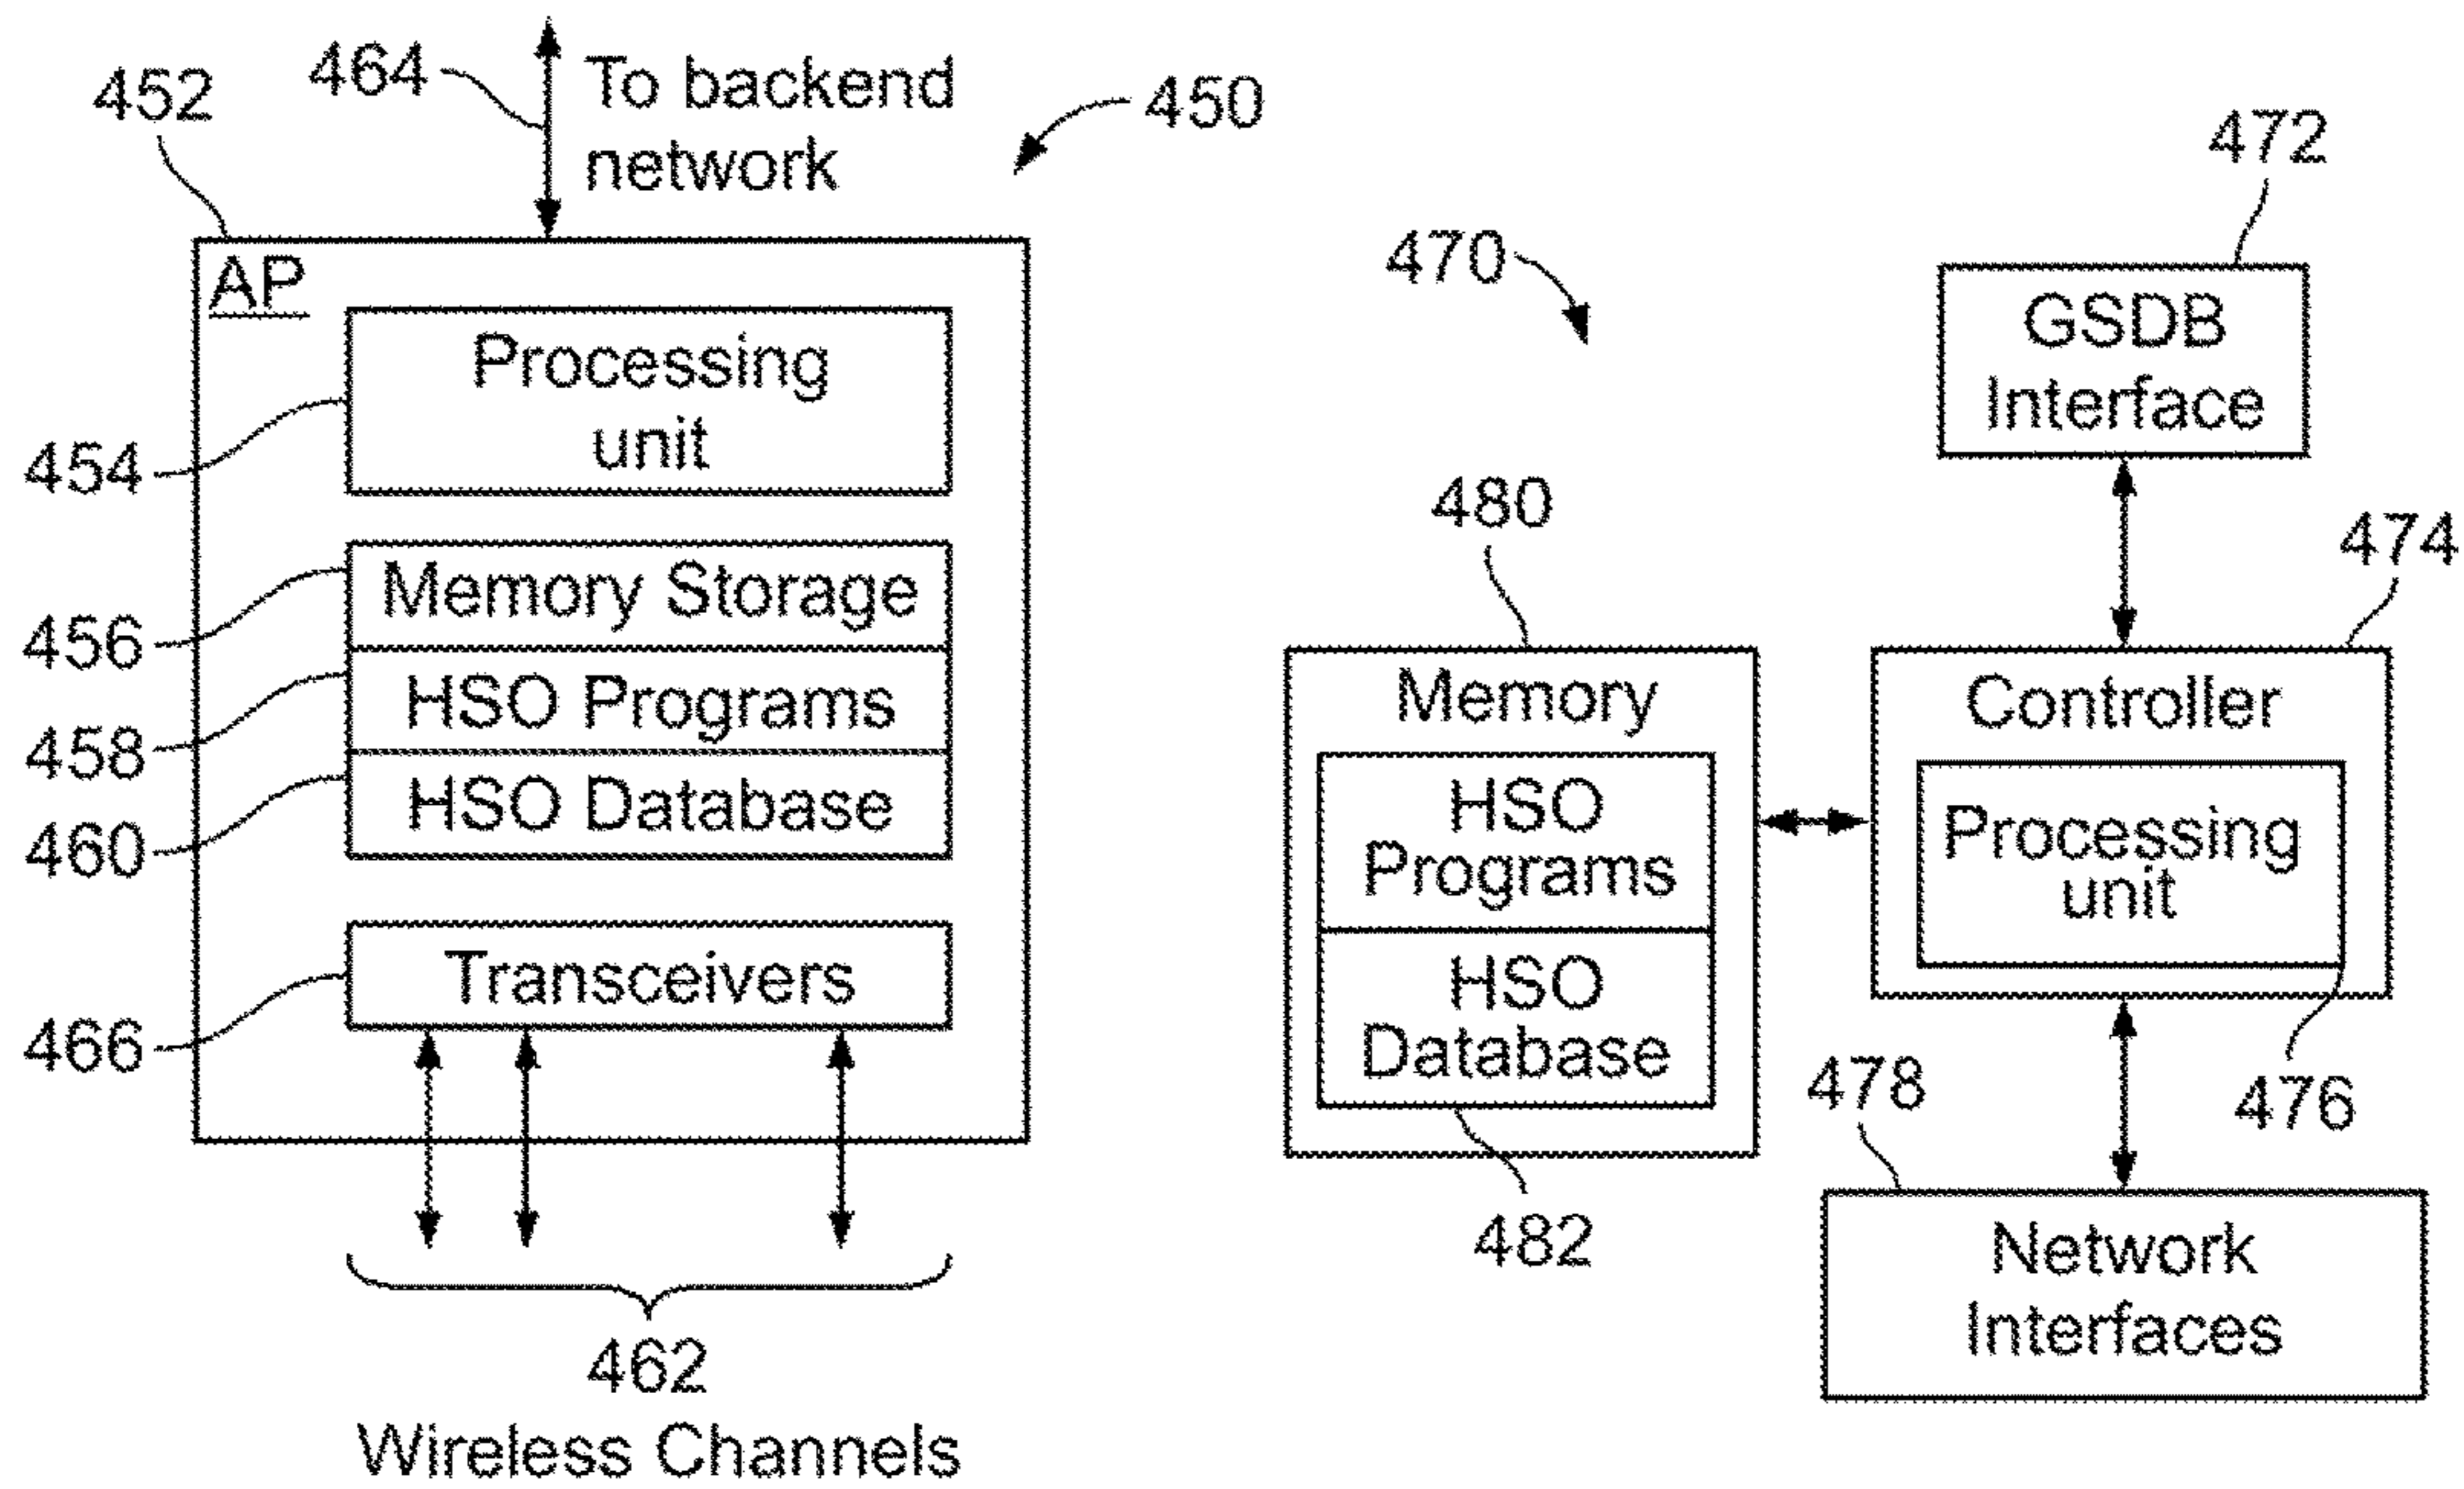 464
To backend
network
452
450
AP
Processing
unit
454
Memory Storage
456
HSO Programs
458
HSO Database
460
Transceivers
466
462
Wireless Channels
470
472
GSDB
Interface
480
474
Memory
HSO
Programs
HSO
Database
482
Controller
Processing
unit
476
478
Network
Interfaces